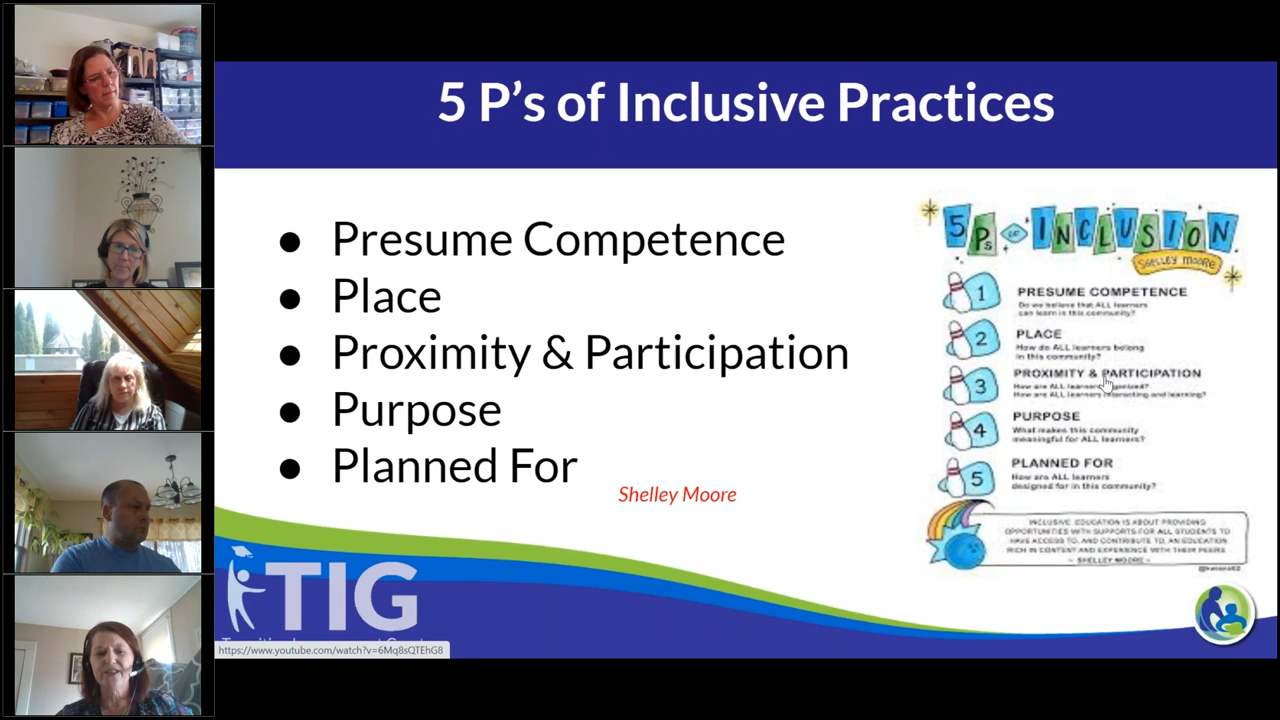 5 P's of Inclusive Practices
● Presume Competence
● Place
● Proximity & Participation
● Purpose
● Planned For
Shelley Moore
5 Ps OF INCLUSION
SHELLEY MOORE
1
PRESUME COMPETENCE
Do we believe that ALL learners
can learn in this community?
2
PLACE
How do ALL learners belong
in this community?
3
PROXIMITY & PARTICIPATION
How are ALL learners organized?
How are ALL learners interacting and learning?
4
PURPOSE
What makes this community
meaningful for ALL learners?
5
PLANNED FOR
How are ALL learners
designed for in this community?
INCLUSIVE EDUCATION IS ABOUT PROVIDING
OPPORTUNITIES WITH SUPPORTS FOR ALL STUDENTS TO
HAVE ACCESS TO, AND CONTRIBUTE TO, AN EDUCATION
RICH IN CONTENT AND EXPERIENCE WITH THEIR PEERS
~ SHELLEY MOORE ~
TIG
https://www.youtube.com/watch?v=6Mq8sQTEhG8